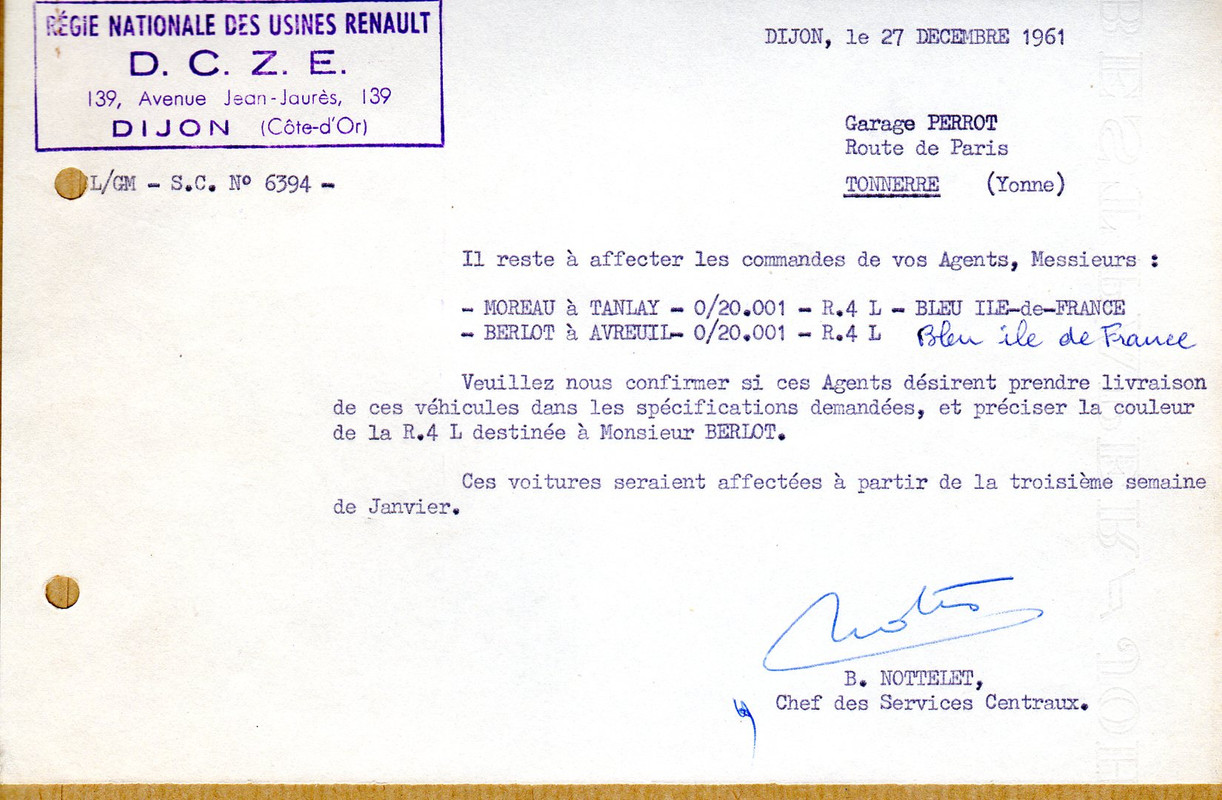 RÉGIE NATIONALE DES USINES RENAULT
D. C. Z. E.
139, Avenue Jean-Jaurès, 139
DIJON (Côte-d'Or)
DIJON, le 27 DECEMBRE 1961
Garage PERROT
Route de Paris
TONNERRE (Yonne)
L/GM - S.C. N° 6394 -
Il reste à affecter les commandes de vos Agents, Messieurs :
- MOREAU à TANLAY - 0/20.001 - R.4 L - BLEU ILE-de-FRANCE
- BERLOT à AVREUIL- 0/20.001 - R.4 L Bleu île de France
Veuillez nous confirmer si ces Agents désirent prendre livraison
de ces véhicules dans les spécifications demandées, et préciser la couleur
de la R.4 L destinée à Monsieur BERLOT.
Ces voitures seraient affectées à partir de la troisième semaine
de Janvier.
B. NOTTELET,
Chef des Services Centraux.